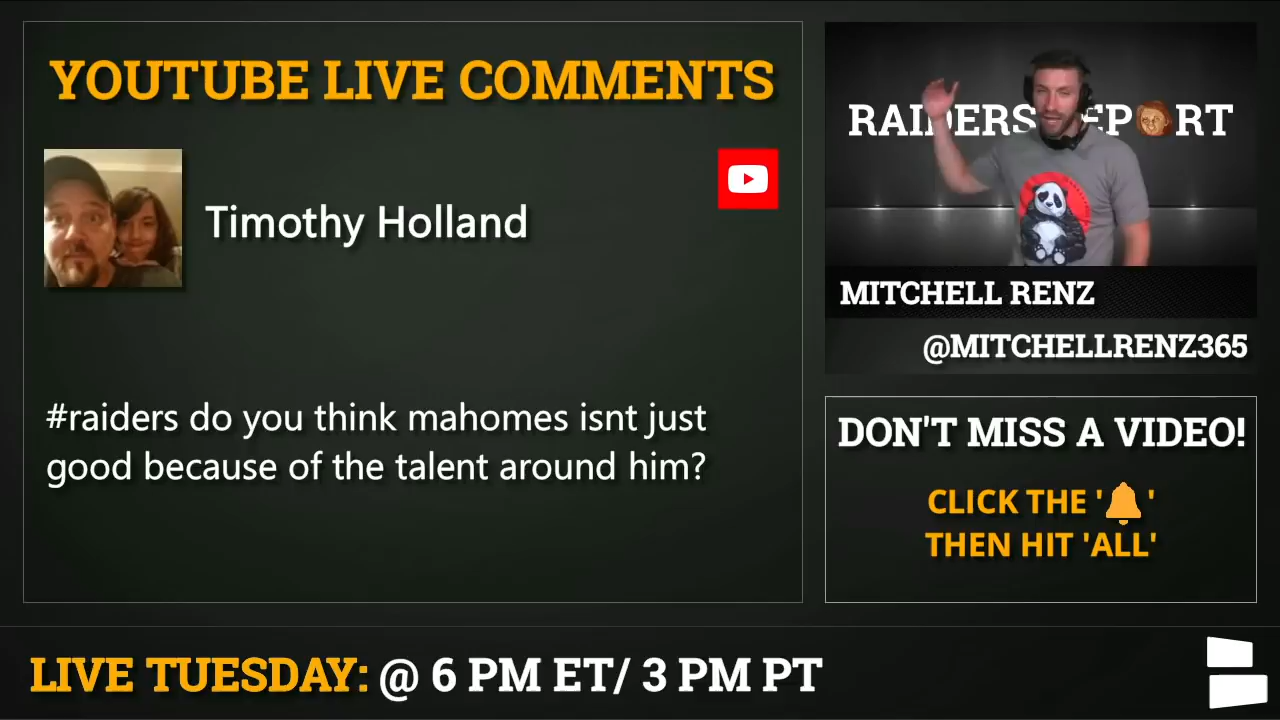 YOUTUBE LIVE COMMENTS
Timothy Holland
#raiders do you think mahomes isnt just
good because of the talent around him?
RAIDERS REPORT
MITCHELL RENZ
@MITCHELLRENZ365
DON'T MISS A VIDEO!
CLICK THE ' '
THEN HIT 'ALL'
LIVE TUESDAY: @ 6 PM ET/ 3 PM PT